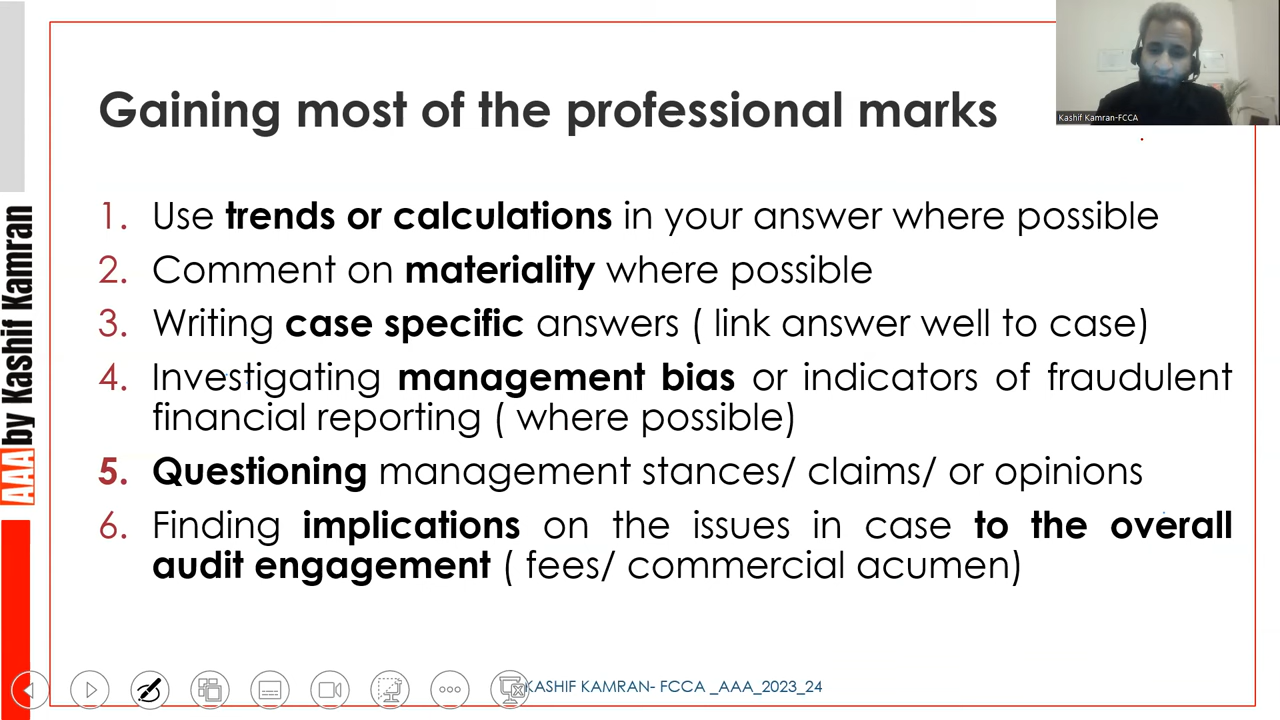 Gaining most of the professional marks
Kashif Kamran-FCCA
1. Use trends or calculations in your answer where possible
2. Comment on materiality where possible
3. Writing case specific answers ( link answer well to case)
4. Investigating management bias or indicators of fraudulent
financial reporting ( where possible)
5. Questioning management stances/ claims/ or opinions
6. Finding implications on the issues in case to the overall
audit engagement ( fees/ commercial acumen)
AAA by Kashif Kamran
KASHIF KAMRAN- FCCA _AAA_2023_24